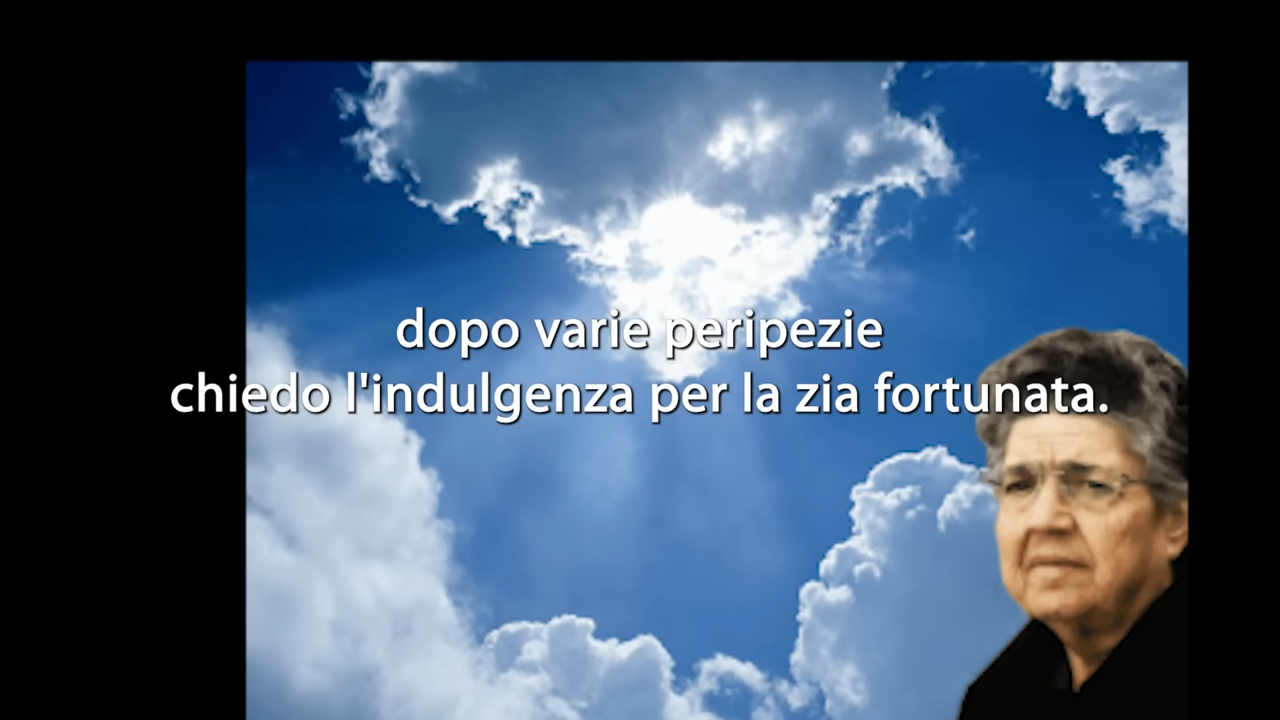 dopo varie peripezie
chiedo l'indulgenza per la zia fortunata.